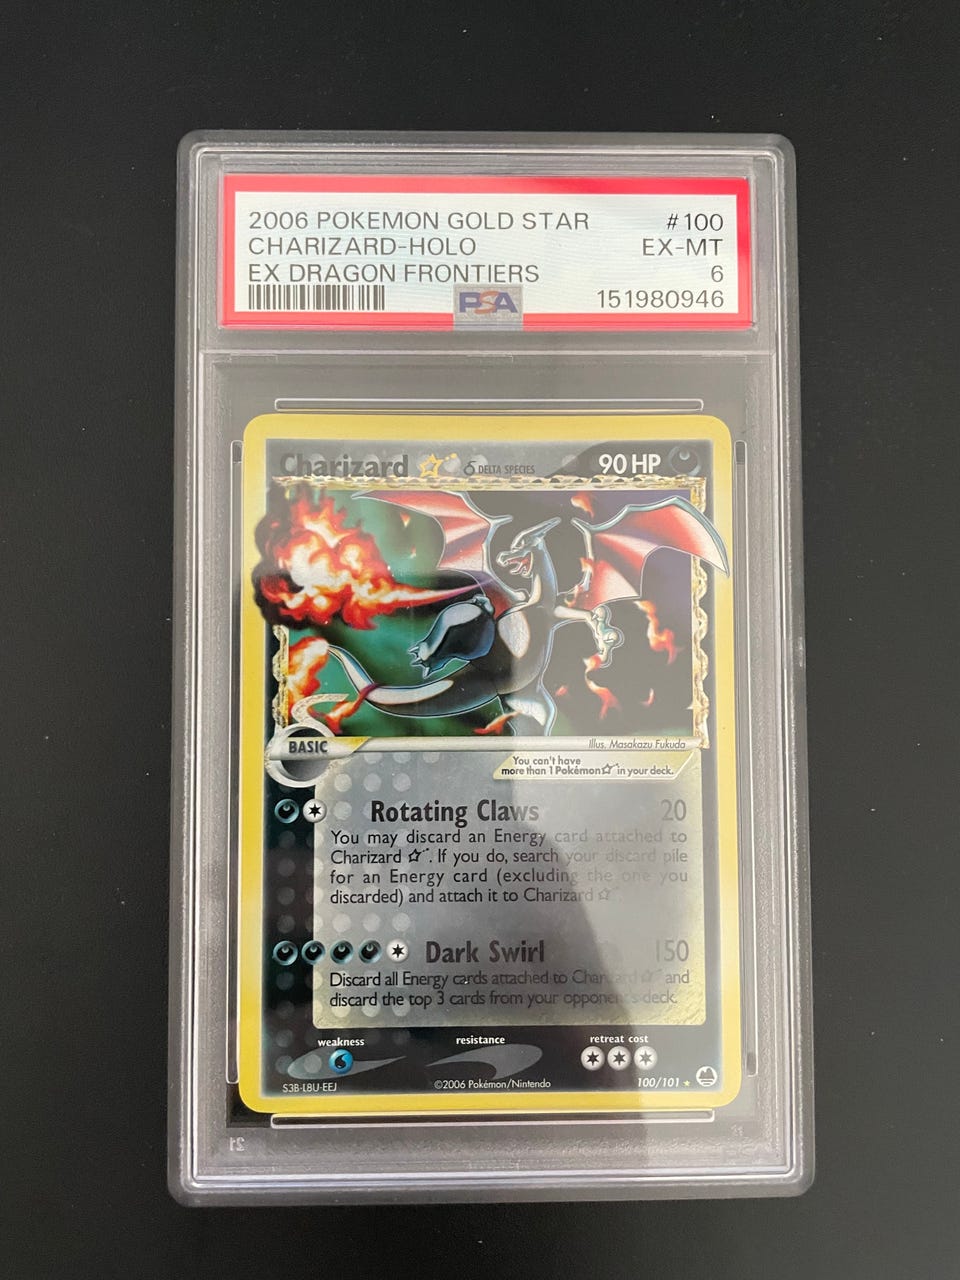 2006 POKEMON GOLD STAR #100
CHARIZARD-HOLO EX-MT
EX DRAGON FRONTIERS 6
PSA 151980946
Charizard ☆ δ DELTA SPECIES 90 HP
BASIC
Illus. Masakazu Fukuda
You can't have
more than 1 Pokémon ☆ in your deck.
Rotating Claws 20
You may discard an Energy card attached to
Charizard ☆. If you do, search your discard pile
for an Energy card (excluding the one you
discarded) and attach it to Charizard ☆
Dark Swirl 150
Discard all Energy cards attached to Charizard ☆ and
discard the top 3 cards from your opponent's deck.
weakness resistance retreat cost
S3B-L8U-EEJ ©2006 Pokémon/Nintendo 100/101 ★
21